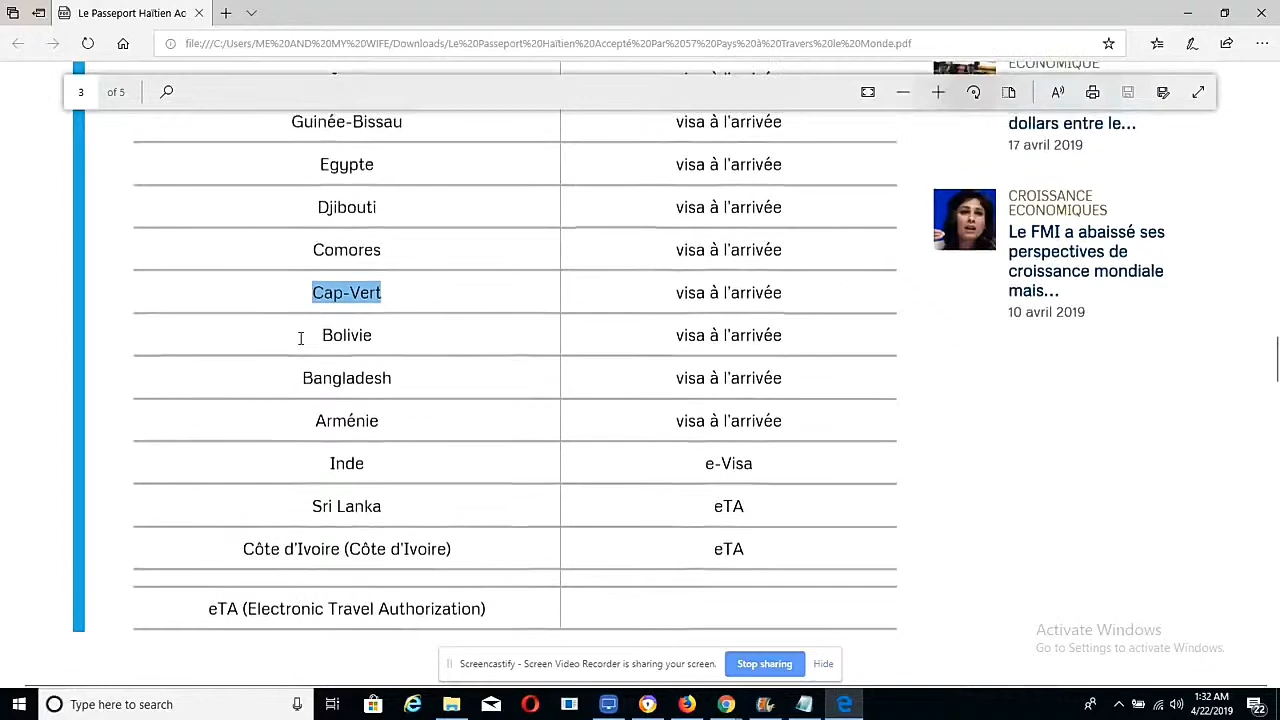 Le Passeport Haïtien Ac
file:///C:/Users/ME%20AND%20MY%20WIFE/Downloads/Le%20Passeport%20Haïtien%20Accepté%20Par%2057%20Pays%20à%20Travers%20le%20Monde.pdf
ECONOMIQUE
3 of 5
dollars entre le…
17 avril 2019
Guinée-Bissau visa à l'arrivée
Egypte visa à l'arrivée
Djibouti visa à l'arrivée
Comores visa à l'arrivée
Cap-Vert visa à l'arrivée
Bolivie visa à l'arrivée
Bangladesh visa à l'arrivée
Arménie visa à l'arrivée
Inde e-Visa
Sri Lanka eTA
Côte d'Ivoire (Côte d'Ivoire) eTA
eTA (Electronic Travel Authorization)
CROISSANCE
ECONOMIQUES
Le FMI a abaissé ses
perspectives de
croissance mondiale
mais…
10 avril 2019
Activate Windows
Go to Settings to activate Windows.
Screencastify - Screen Video Recorder is sharing your screen. Stop sharing Hide
Type here to search
1:32 AM
4/22/2019
22